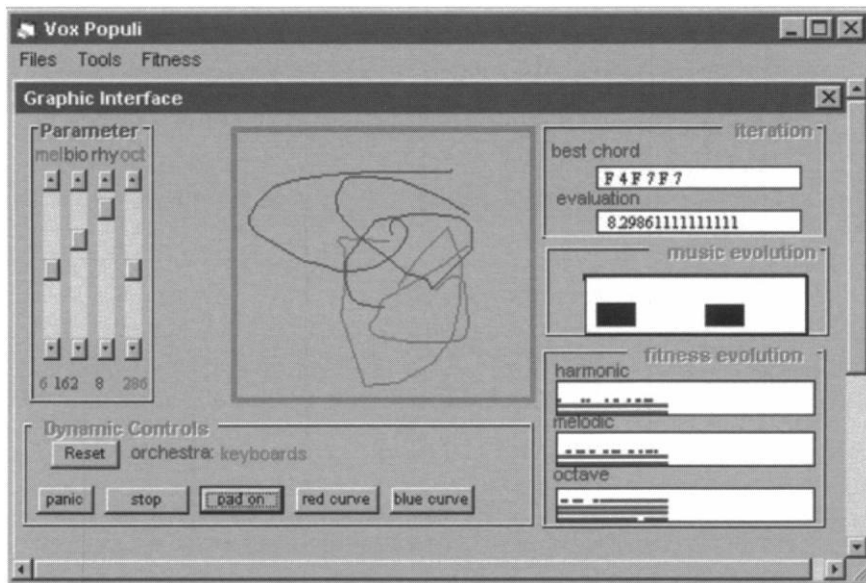 Vox Populi
Files Tools Fitness
Graphic Interface
Parameter
mel bio rhy oct
6 162 8 286
iteration
best chord
F 4 F 7 F 7
evaluation
8.29861111111111
music evolution
fitness evolution
harmonic
melodic
octave
Dynamic Controls
Reset orchestra: keyboards
panic stop pad on red curve blue curve